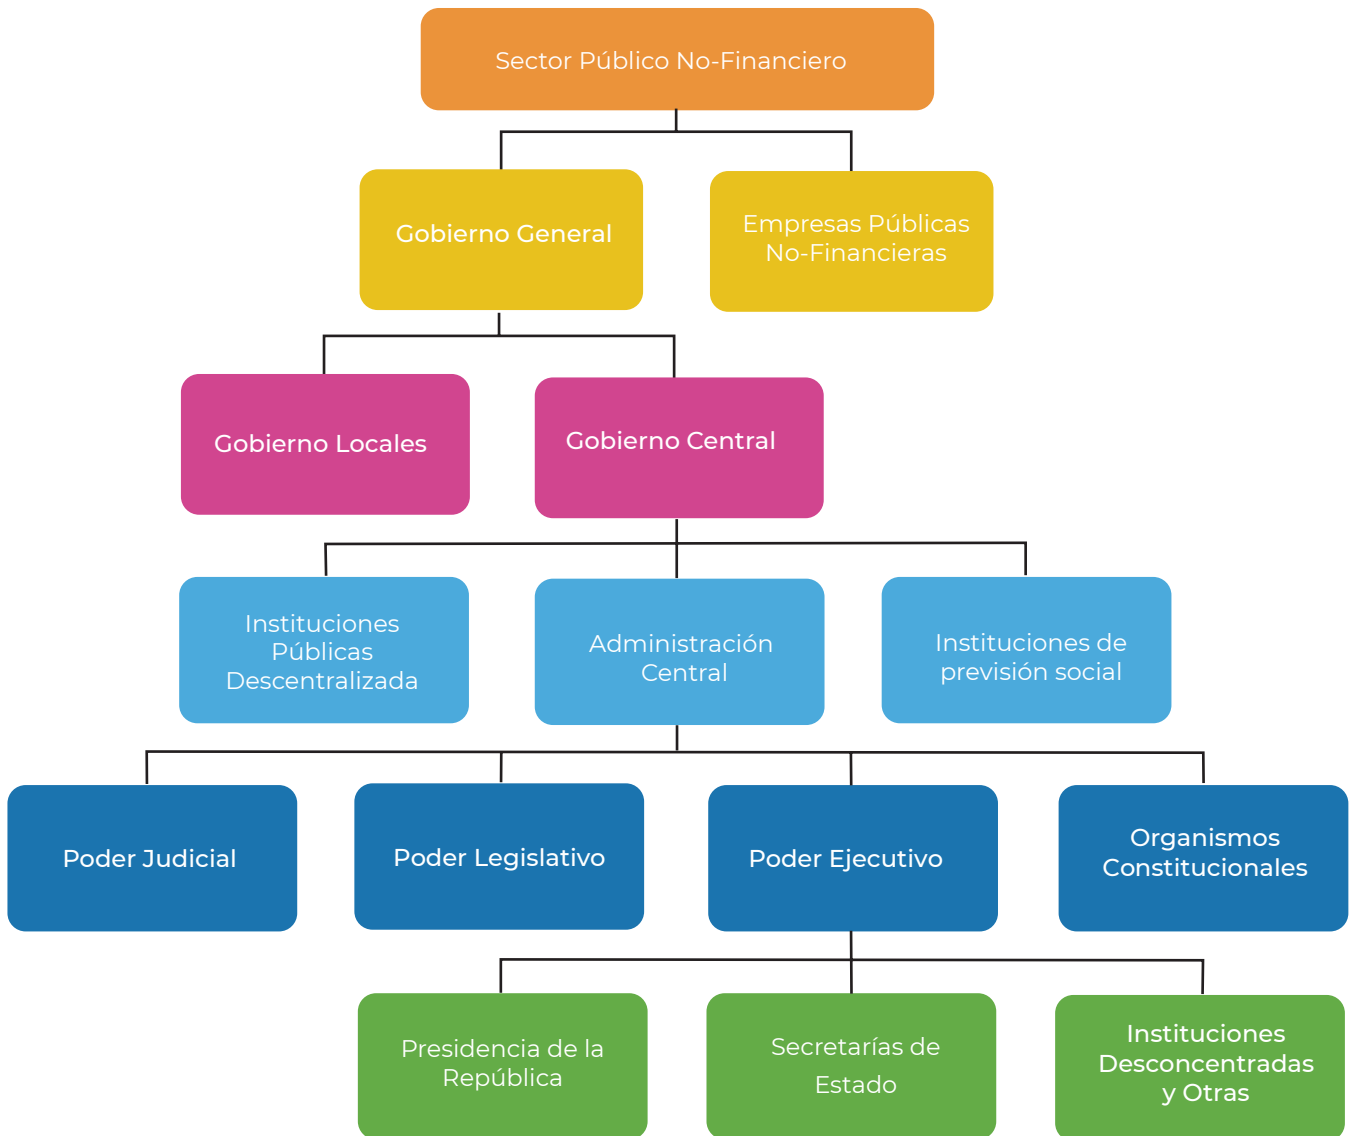 Sector Público No-Financiero
Gobierno General
Empresas Públicas
No-Financieras
Gobierno Locales
Gobierno Central
Instituciones
Públicas
Descentralizada
Administración
Central
Instituciones de
previsión social
Poder Judicial
Poder Legislativo
Poder Ejecutivo
Organismos
Constitucionales
Presidencia de la
República
Secretarías de
Estado
Instituciones
Desconcentradas
y Otras